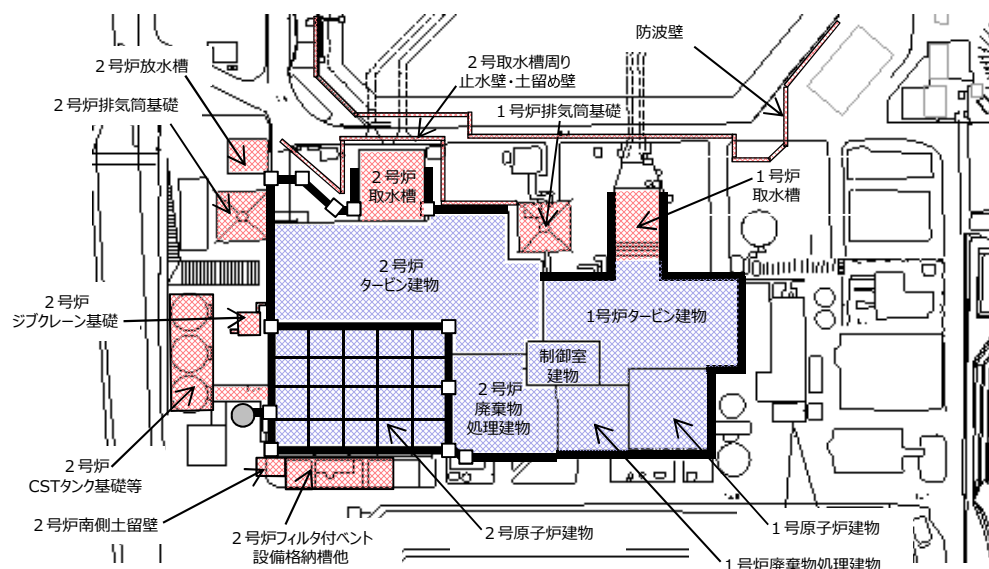 防波壁
２号炉放水槽
２号取水槽周り
止水壁・土留め壁
２号炉排気筒基礎
１号炉排気筒基礎
２号炉
取水槽
１号炉
取水槽
２号炉
タービン建物
２号炉
ジブクレーン基礎
１号炉タービン建物
制御室
建物
２号炉
廃棄物
処理建物
２号炉
CSTタンク基礎等
２号炉南側土留壁
２号炉フィルタ付ベント
設備格納槽他
２号原子炉建物
１号原子炉建物
１号炉廃棄物処理建物